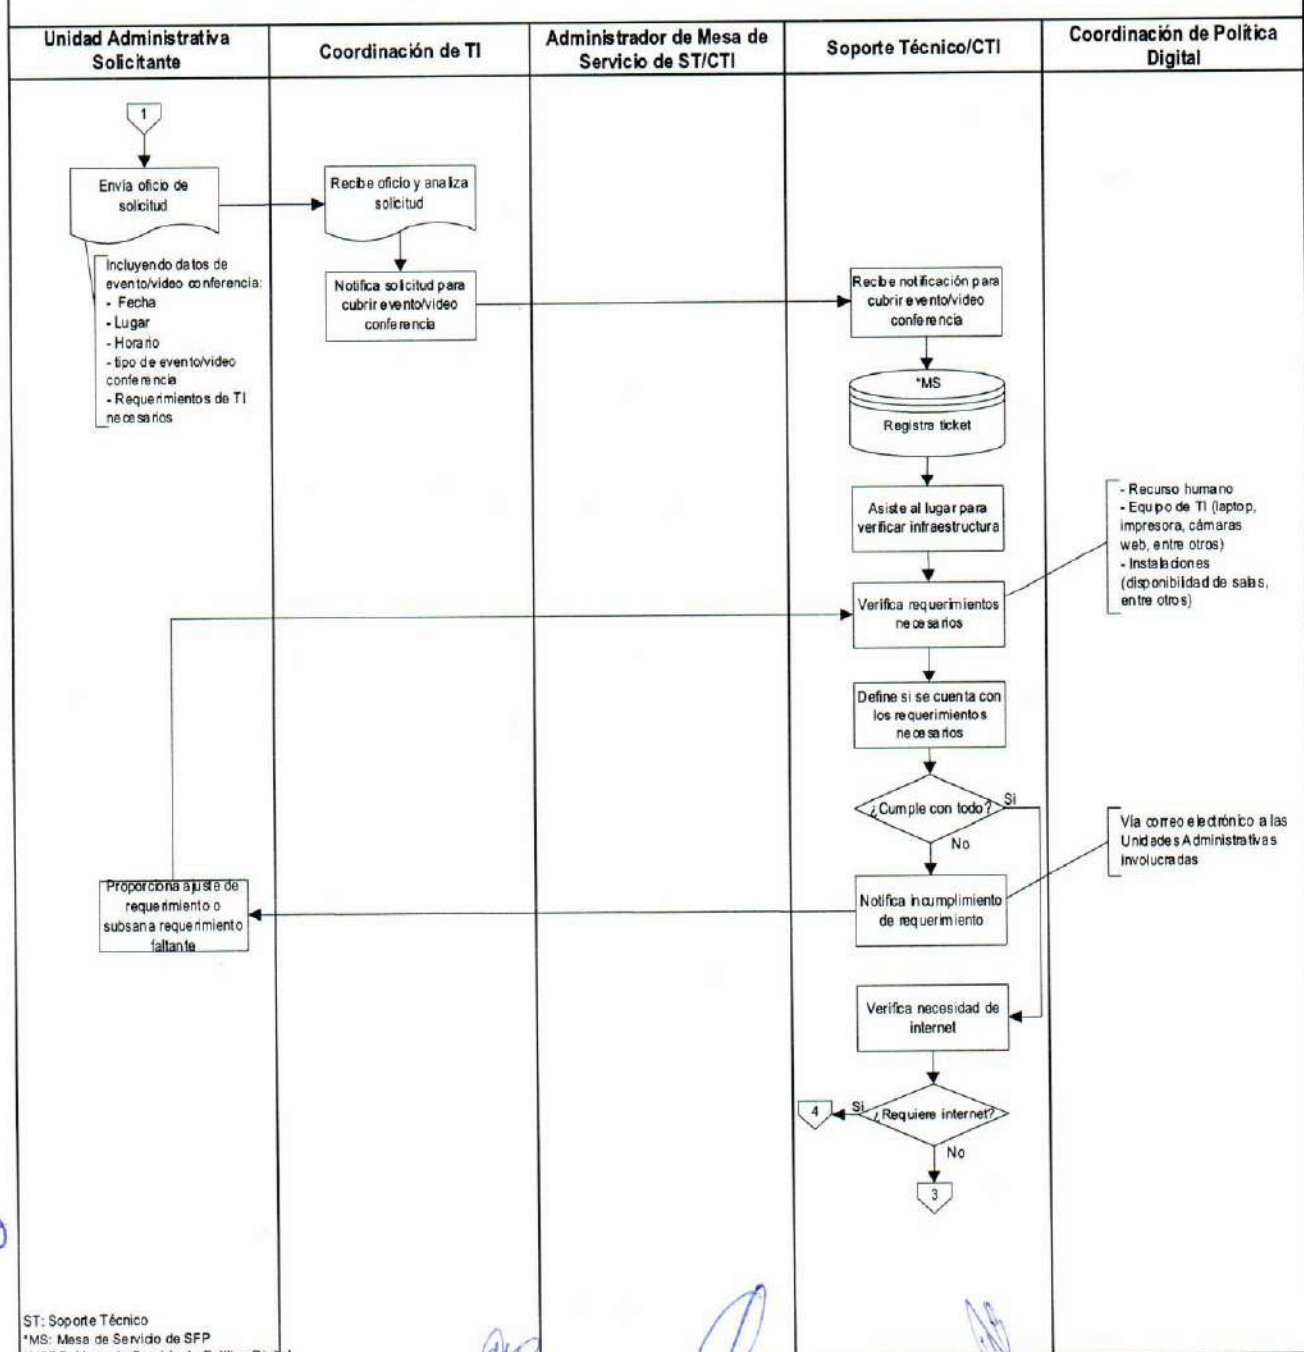 Unidad Administrativa
Solicitante
Coordinación de TI
Administrador de Mesa de
Servicio de ST/CTI
Soporte Técnico/CTI
Coordinación de Política
Digital
1
Envía oficio de
solicitud
Recibe oficio y analiza
solicitud
Incluyendo datos de
evento/video conferencia:
- Fecha
- Lugar
- Horario
- tipo de evento/video
conferencia
- Requerimientos de TI
necesarios
Notifica solicitud para
cubrir evento/video
conferencia
Recibe notificación para
cubrir evento/video
conferencia
*MS
Registra ticket
Asiste al lugar para
verificar infraestructura
- Recurso humano
- Equipo de TI (laptop,
impresora, cámaras
web, entre otros)
- Instalaciones
(disponibilidad de salas,
entre otros)
Verifica requerimientos
necesarios
Define si se cuenta con
los requerimientos
necesarios
¿Cumple con todo?
Si
No
Vía correo electrónico a las
Unidades Administrativas
involucradas
Proporciona ajuste de
requerimiento o
subsana requerimiento
faltante
Notifica incumplimiento
de requerimiento
Verifica necesidad de
internet
4
Si
¿Requiere internet?
No
3
ST: Soporte Técnico
*MS: Mesa de Servicio de SFP